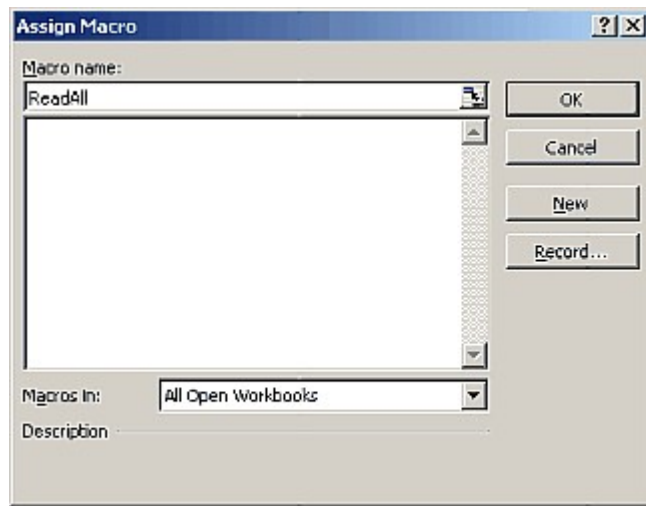 Assign Macro
Macro name:
ReadAll
OK
Cancel
New
Record...
Macros in:
All Open Workbooks
Description